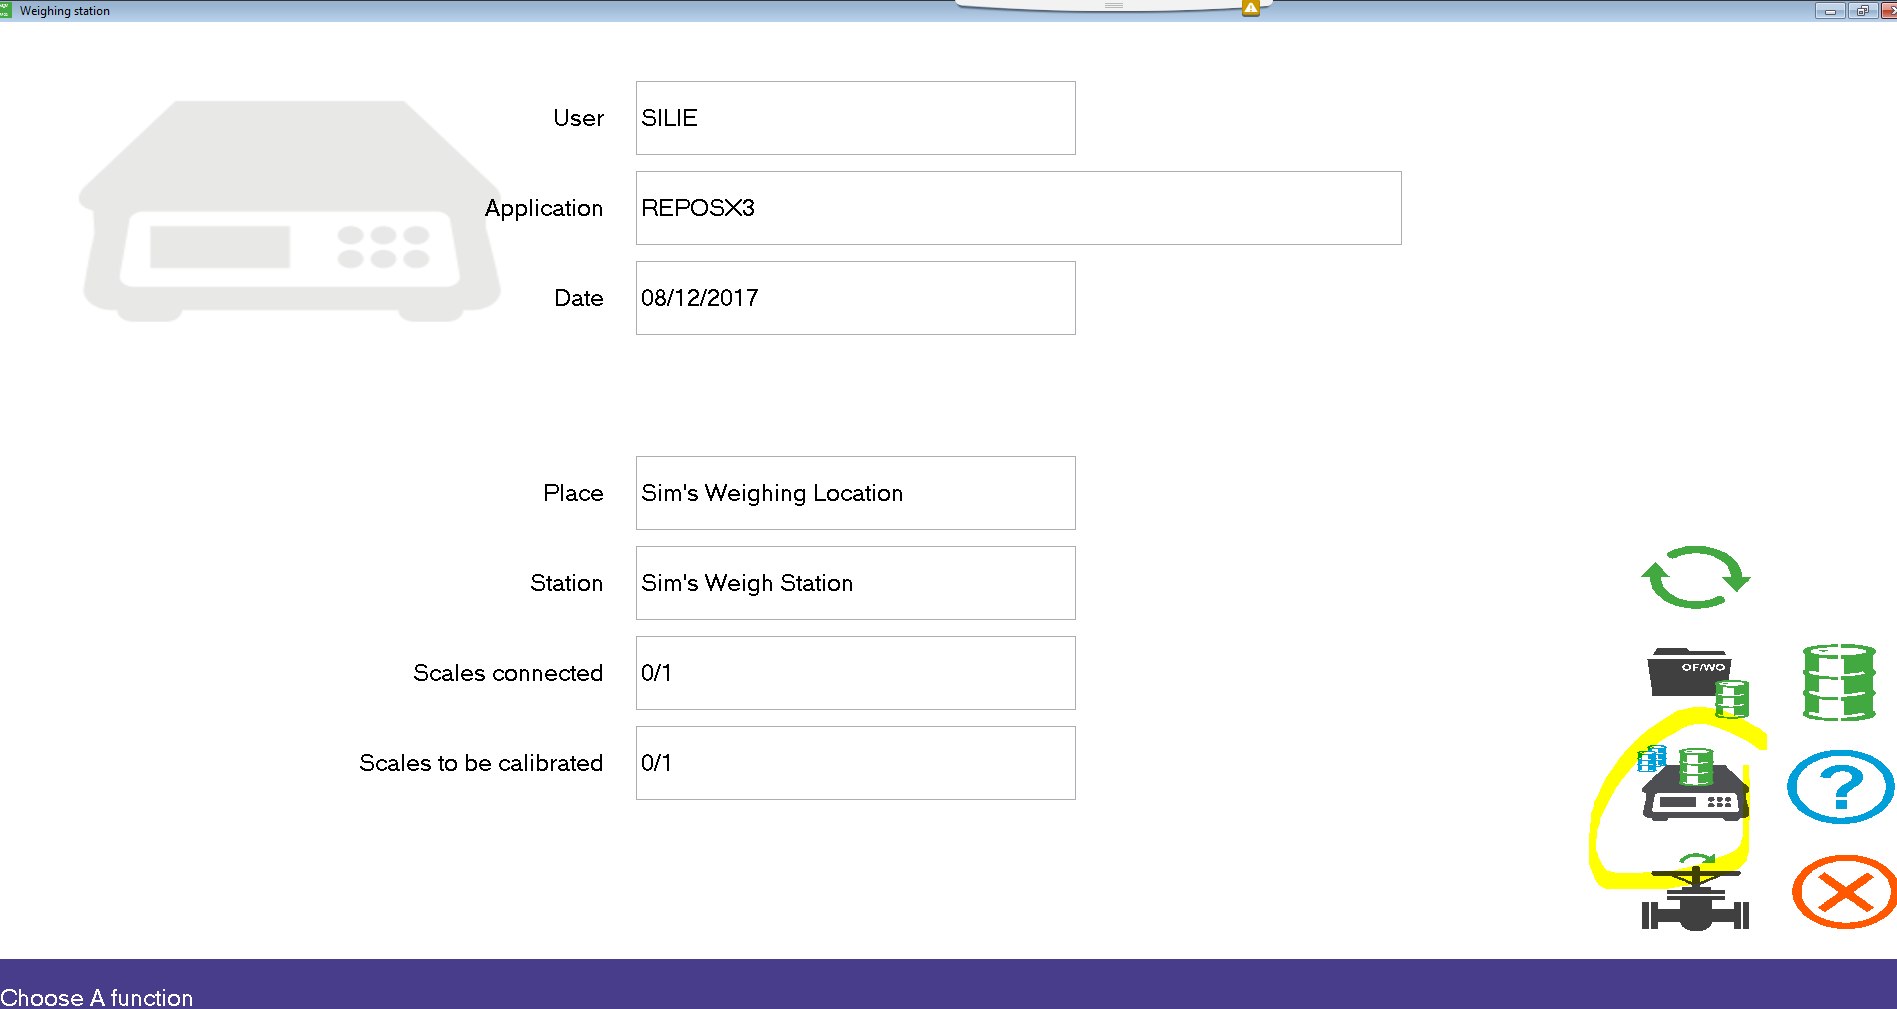 Weighing station
User
SILIE
Application
REPOSX3
Date
08/12/2017
Place
Sim's Weighing Location
Station
Sim's Weigh Station
Scales connected
0/1
Scales to be calibrated
0/1
OF/WO
?
Choose A function